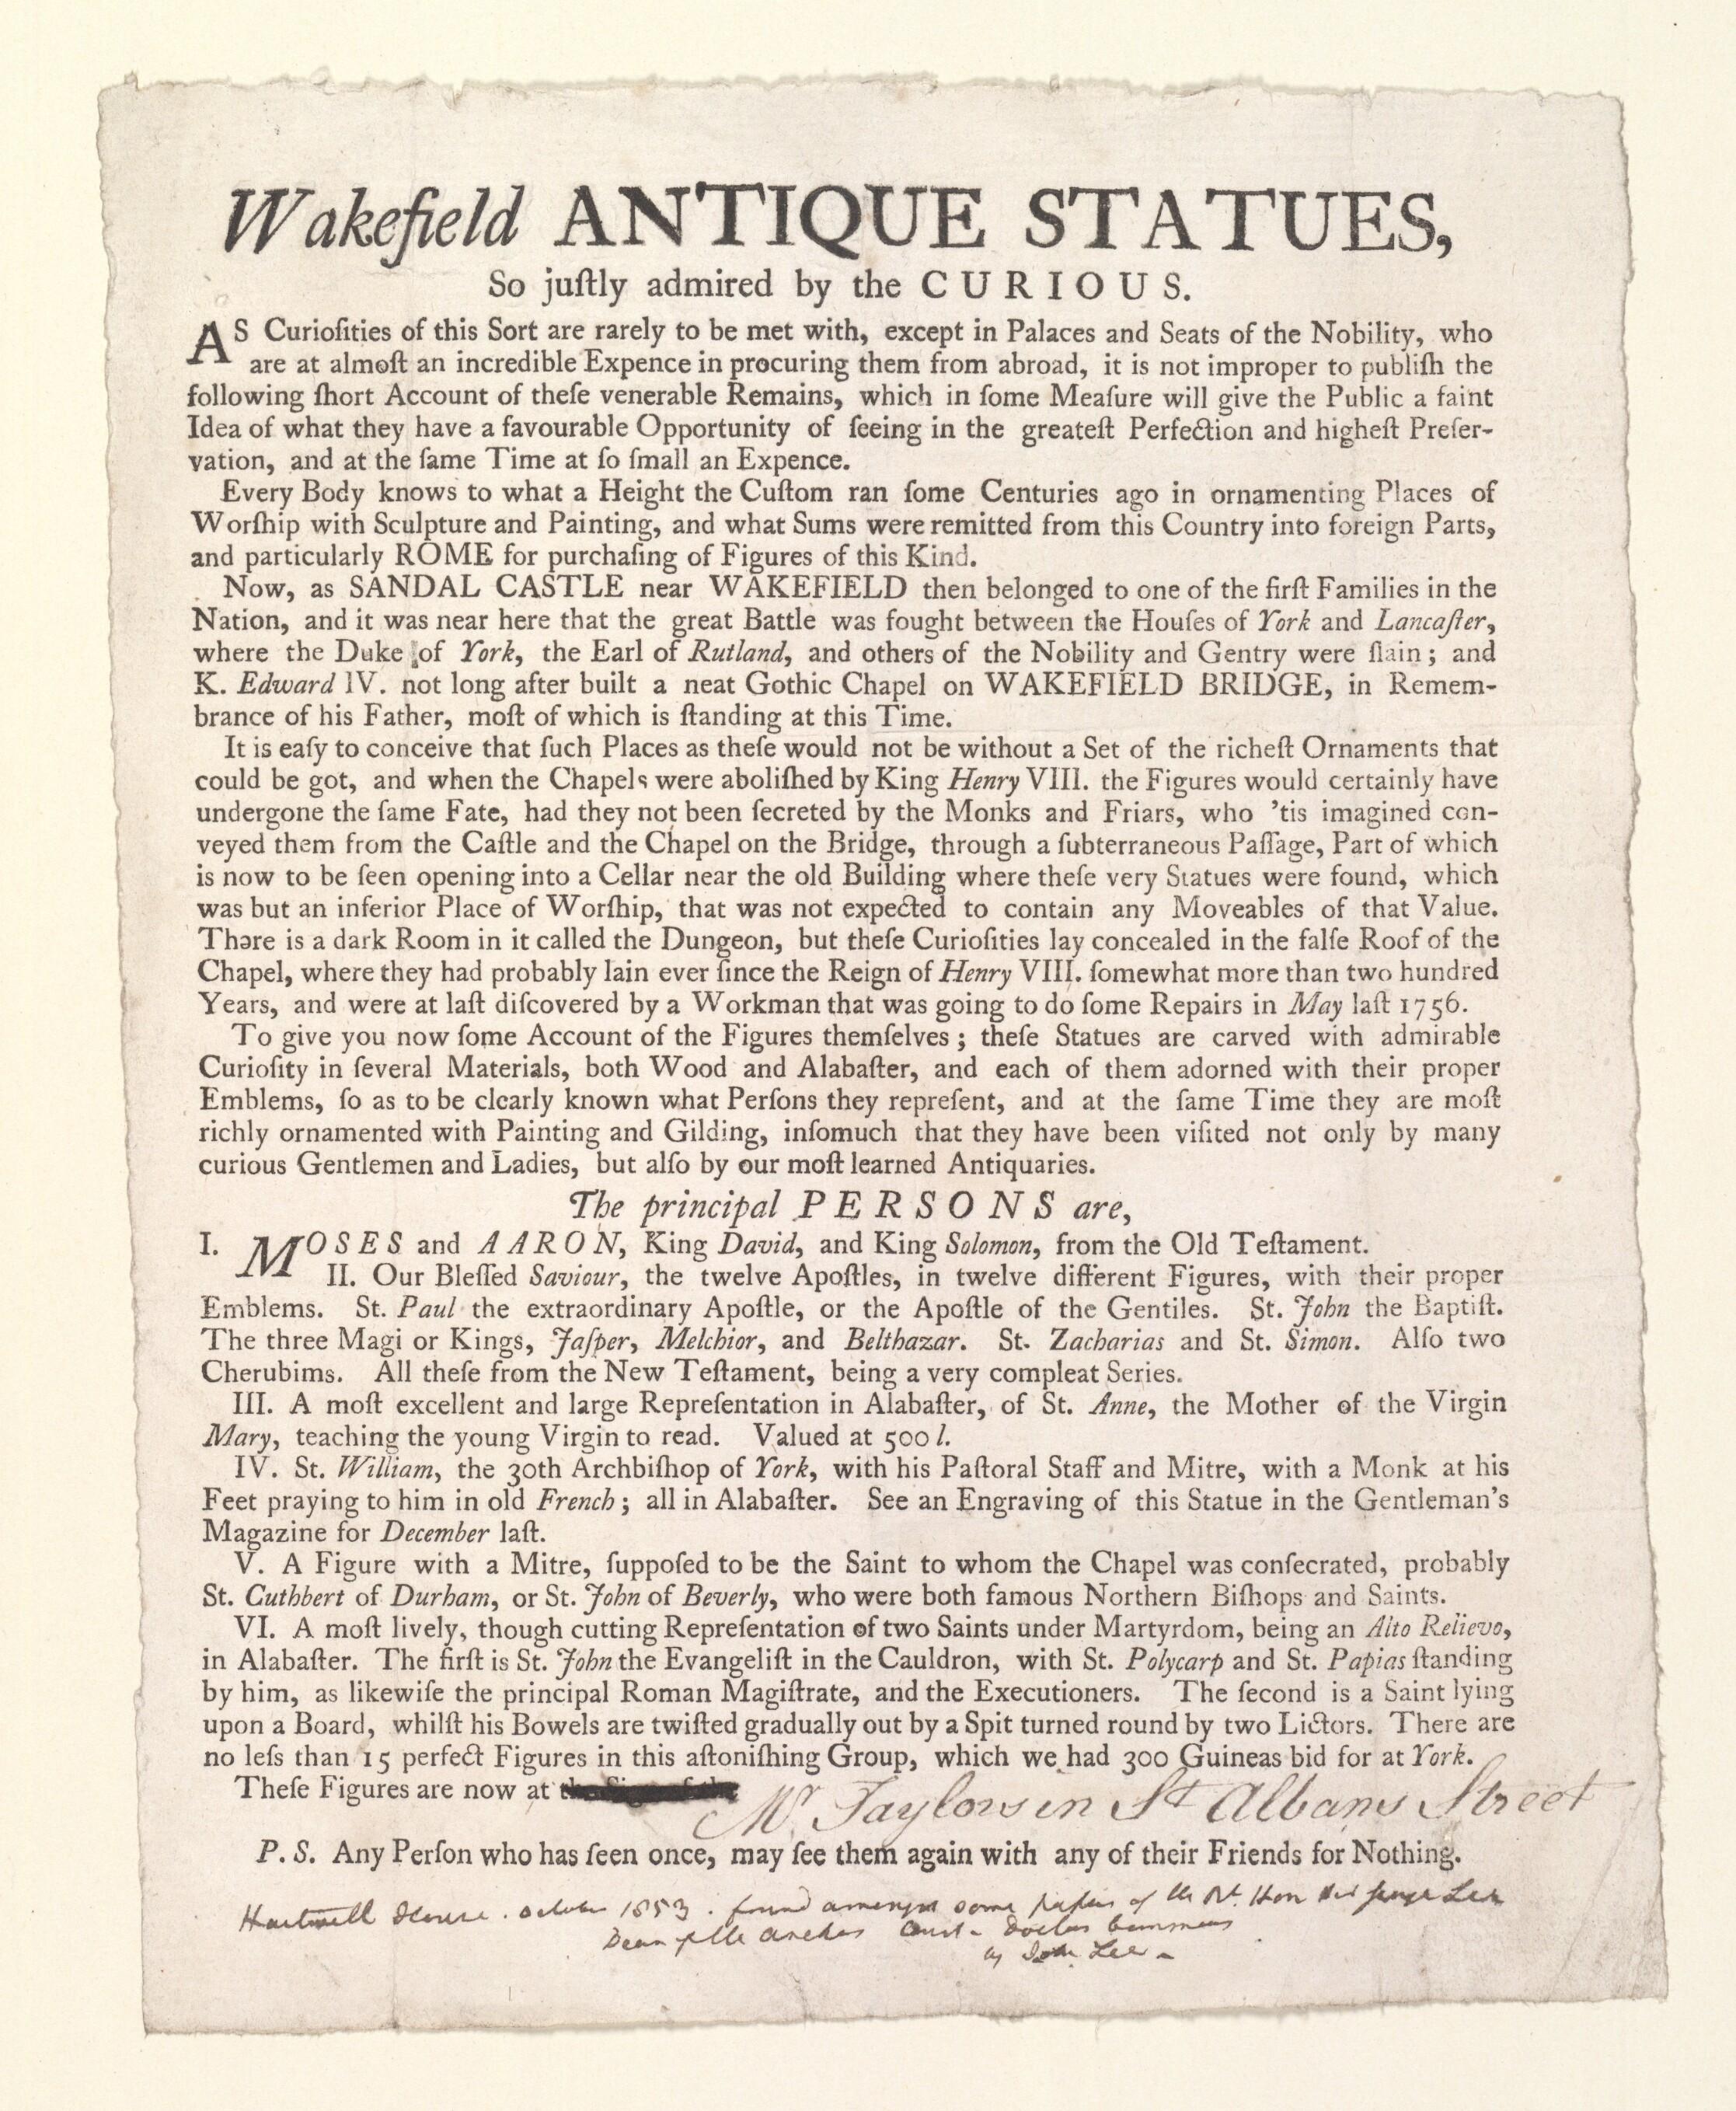 Wakefield ANTIQUE STATUES,
So juſtly admired by the CURIOUS.
AS Curioſities of this Sort are rarely to be met with, except in Palaces and Seats of the Nobility, who
are at almoſt an incredible Expence in procuring them from abroad, it is not improper to publiſh the
following ſhort Account of theſe venerable Remains, which in ſome Meaſure will give the Public a faint
Idea of what they have a favourable Opportunity of ſeeing in the greateſt Perfection and higheſt Preſer-
vation, and at the ſame Time at ſo ſmall an Expence.
Every Body knows to what a Height the Cuſtom ran ſome Centuries ago in ornamenting Places of
Worſhip with Sculpture and Painting, and what Sums were remitted from this Country into foreign Parts,
and particularly ROME for purchaſing of Figures of this Kind.
Now, as SANDAL CASTLE near WAKEFIELD then belonged to one of the firſt Families in the
Nation, and it was near here that the great Battle was fought between the Houſes of York and Lancaſter,
where the Duke of York, the Earl of Rutland, and others of the Nobility and Gentry were ſlain; and
K. Edward IV. not long after built a neat Gothic Chapel on WAKEFIELD BRIDGE, in Remem-
brance of his Father, moſt of which is ſtanding at this Time.
It is eaſy to conceive that ſuch Places as theſe would not be without a Set of the richeſt Ornaments that
could be got, and when the Chapels were aboliſhed by King Henry VIII. the Figures would certainly have
undergone the ſame Fate, had they not been ſecreted by the Monks and Friars, who 'tis imagined con-
veyed them from the Caſtle and the Chapel on the Bridge, through a ſubterraneous Paſſage, Part of which
is now to be ſeen opening into a Cellar near the old Building where theſe very Statues were found, which
was but an inferior Place of Worſhip, that was not expected to contain any Moveables of that Value.
There is a dark Room in it called the Dungeon, but theſe Curioſities lay concealed in the falſe Roof of the
Chapel, where they had probably lain ever ſince the Reign of Henry VIII. ſomewhat more than two hundred
Years, and were at laſt diſcovered by a Workman that was going to do ſome Repairs in May laſt 1756.
To give you now ſome Account of the Figures themſelves; theſe Statues are carved with admirable
Curioſity in ſeveral Materials, both Wood and Alabaſter, and each of them adorned with their proper
Emblems, ſo as to be clearly known what Perſons they repreſent, and at the ſame Time they are moſt
richly ornamented with Painting and Gilding, inſomuch that they have been viſited not only by many
curious Gentlemen and Ladies, but alſo by our moſt learned Antiquaries.
The principal PERSONS are,
I. MOSES and AARON, King David, and King Solomon, from the Old Teſtament.
II. Our Bleſſed Saviour, the twelve Apoſtles, in twelve different Figures, with their proper
Emblems. St. Paul the extraordinary Apoſtle, or the Apoſtle of the Gentiles. St. John the Baptiſt.
The three Magi or Kings, Jaſper, Melchior, and Belthazar. St. Zacharias and St. Simon. Alſo two
Cherubims. All theſe from the New Teſtament, being a very compleat Series.
III. A moſt excellent and large Repreſentation in Alabaſter, of St. Anne, the Mother of the Virgin
Mary, teaching the young Virgin to read. Valued at 500 l.
IV. St. William, the 30th Archbiſhop of York, with his Paſtoral Staff and Mitre, with a Monk at his
Feet praying to him in old French; all in Alabaſter. See an Engraving of this Statue in the Gentleman's
Magazine for December laſt.
V. A Figure with a Mitre, ſuppoſed to be the Saint to whom the Chapel was conſecrated, probably
St. Cuthbert of Durham, or St. John of Beverly, who were both famous Northern Biſhops and Saints.
VI. A moſt lively, though cutting Repreſentation of two Saints under Martyrdom, being an Alto Relievo,
in Alabaſter. The firſt is St. John the Evangeliſt in the Cauldron, with St. Polycarp and St. Papias ſtanding
by him, as likewiſe the principal Roman Magiſtrate, and the Executioners. The ſecond is a Saint lying
upon a Board, whilſt his Bowels are twiſted gradually out by a Spit turned round by two Lictors. There are
no leſs than 15 perfect Figures in this aſtoniſhing Group, which we had 300 Guineas bid for at York.
Theſe Figures are now at the Sign of the Mr Taylors in St Albans Street
P. S. Any Perſon who has ſeen once, may ſee them again with any of their Friends for Nothing.
Hartwell House. October 1853. found amongst some papers of the Rt. Hon Sir George Lee
Dean of the Arches Court Doctors Commons
by John Lee